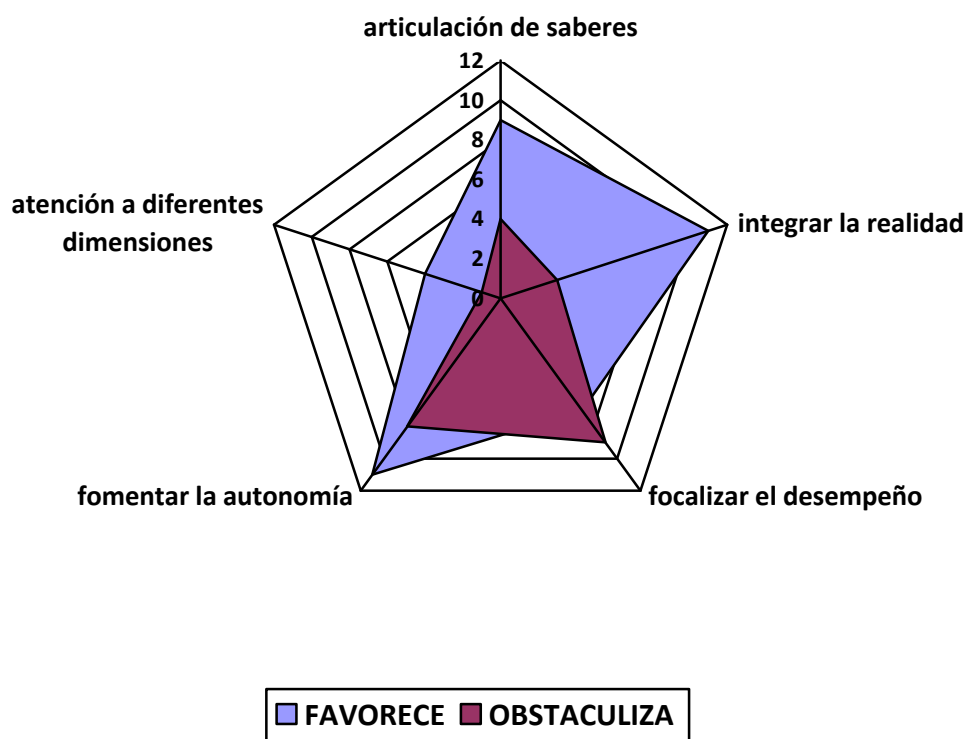 articulación de saberes
12
10
8
6
4
2
0
atención a diferentes
dimensiones
integrar la realidad
fomentar la autonomía
focalizar el desempeño
FAVORECE OBSTACULIZA